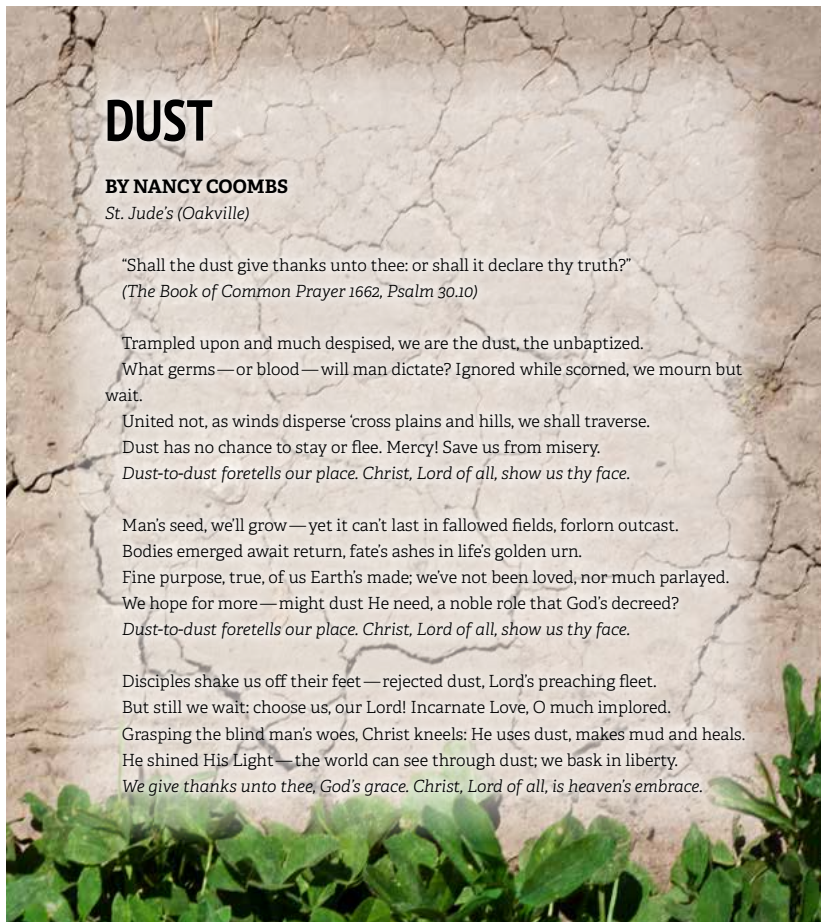 DUST
BY NANCY COOMBS
St. Jude's (Oakville)
“Shall the dust give thanks unto thee: or shall it declare thy truth?”
(The Book of Common Prayer 1662, Psalm 30.10)
Trampled upon and much despised, we are the dust, the unbaptized.
What germs—or blood—will man dictate? Ignored while scorned, we mourn but
wait.
United not, as winds disperse ‘cross plains and hills, we shall traverse.
Dust has no chance to stay or flee. Mercy! Save us from misery.
Dust-to-dust foretells our place. Christ, Lord of all, show us thy face.
Man’s seed, we’ll grow—yet it can’t last in fallowed fields, forlorn outcast.
Bodies emerged await return, fate’s ashes in life’s golden urn.
Fine purpose, true, of us Earth’s made; we’ve not been loved, nor much parlayed.
We hope for more—might dust He need, a noble role that God’s decreed?
Dust-to-dust foretells our place. Christ, Lord of all, show us thy face.
Disciples shake us off their feet—rejected dust, Lord’s preaching fleet.
But still we wait: choose us, our Lord! Incarnate Love, O much implored.
Grasping the blind man’s woes, Christ kneels: He uses dust, makes mud and heals.
He shined His Light—the world can see through dust; we bask in liberty.
We give thanks unto thee, God’s grace. Christ, Lord of all, is heaven’s embrace.